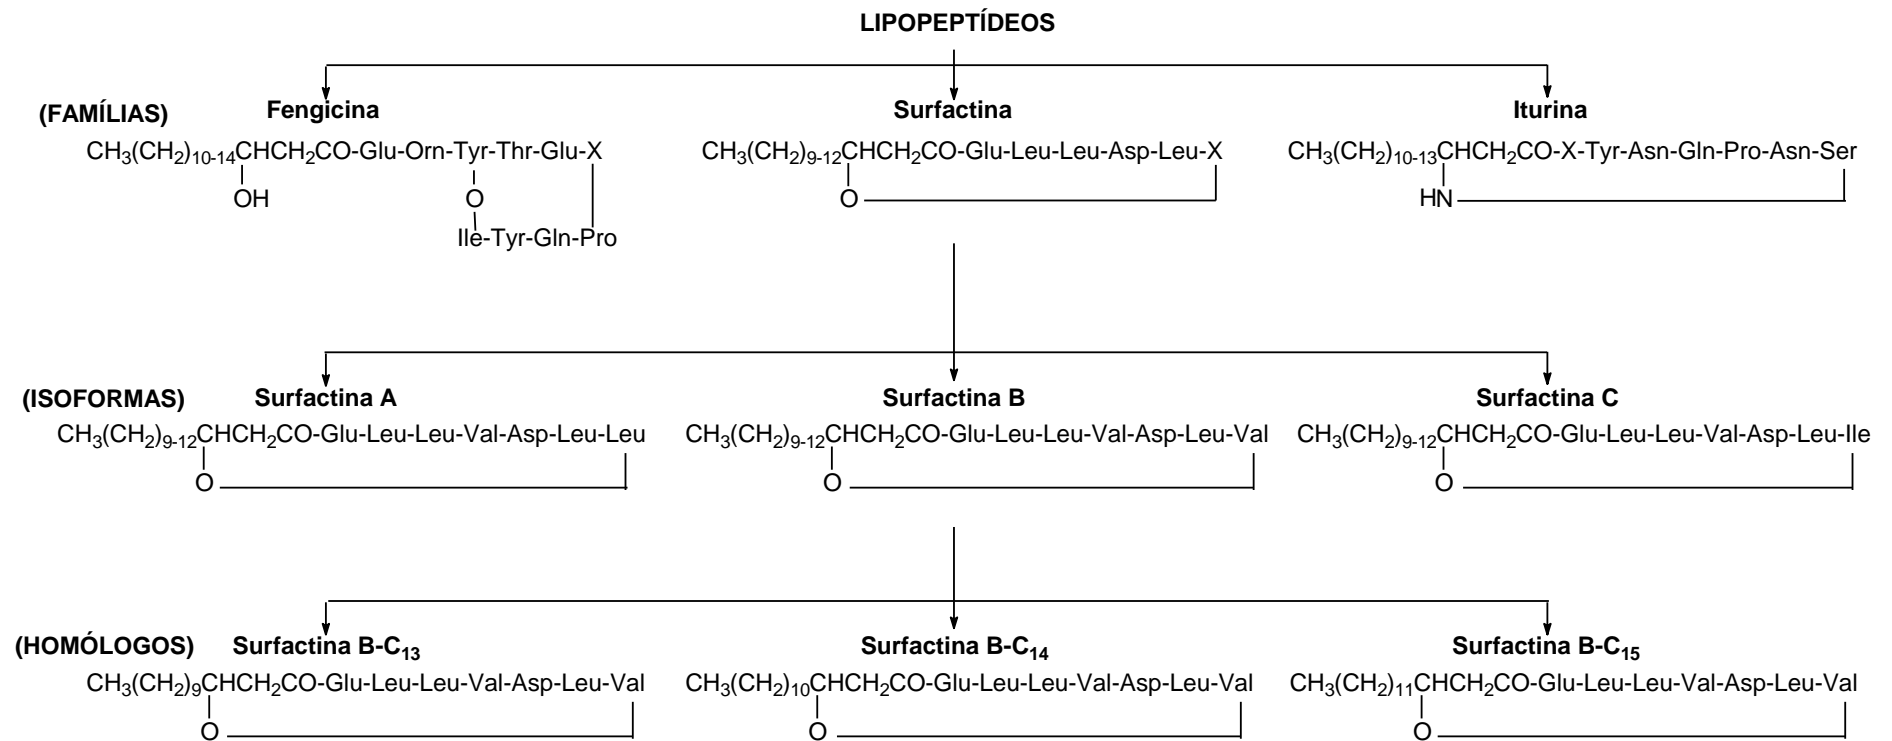 LIPOPEPTÍDEOS
(FAMÍLIAS) Fengicina Surfactina Iturina
CH3(CH2)10-14CHCH2CO-Glu-Orn-Tyr-Thr-Glu-X CH3(CH2)9-12CHCH2CO-Glu-Leu-Leu-Asp-Leu-X CH3(CH2)10-13CHCH2CO-X-Tyr-Asn-Gln-Pro-Asn-Ser
OH O O HN
Ile-Tyr-Gln-Pro
(ISOFORMAS) Surfactina A Surfactina B Surfactina C
CH3(CH2)9-12CHCH2CO-Glu-Leu-Leu-Val-Asp-Leu-Leu CH3(CH2)9-12CHCH2CO-Glu-Leu-Leu-Val-Asp-Leu-Val CH3(CH2)9-12CHCH2CO-Glu-Leu-Leu-Val-Asp-Leu-Ile
O O O
(HOMÓLOGOS) Surfactina B-C13 Surfactina B-C14 Surfactina B-C15
CH3(CH2)9CHCH2CO-Glu-Leu-Leu-Val-Asp-Leu-Val CH3(CH2)10CHCH2CO-Glu-Leu-Leu-Val-Asp-Leu-Val CH3(CH2)11CHCH2CO-Glu-Leu-Leu-Val-Asp-Leu-Val
O O O